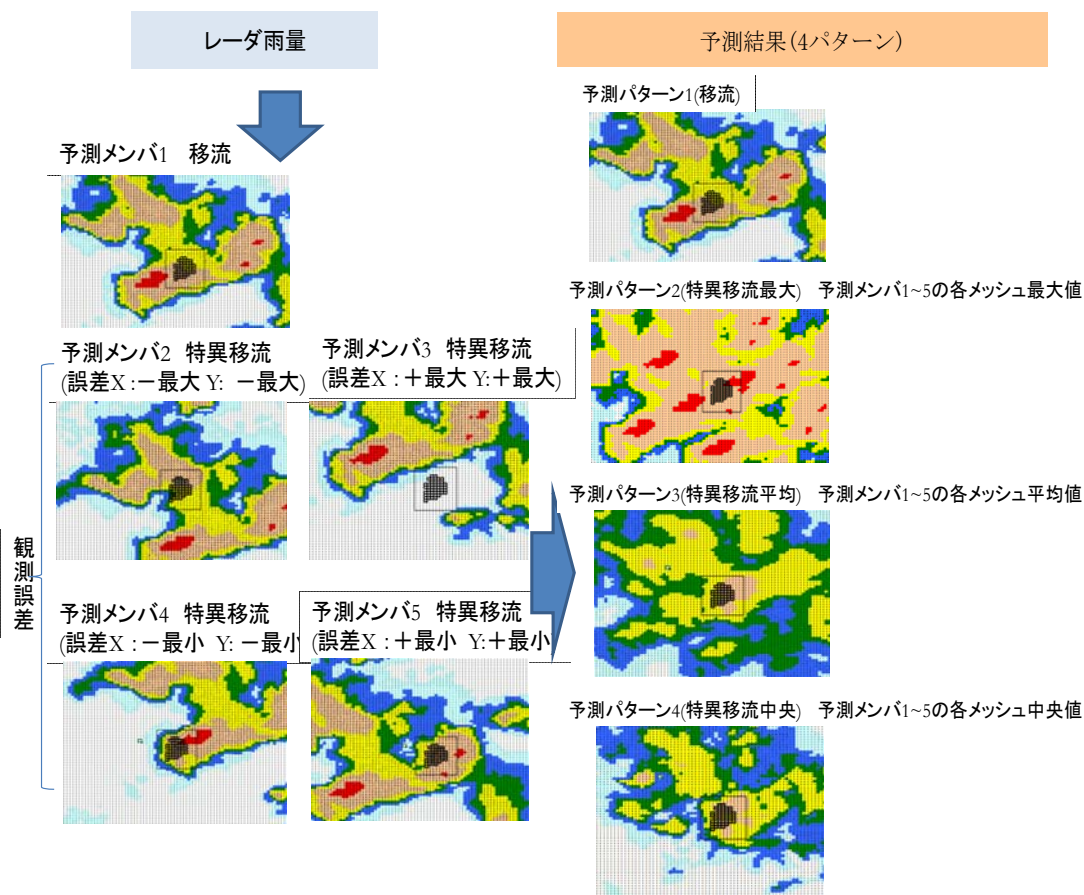 レーダ雨量
予測メンバ1　移流
予測メンバ2　特異移流
(誤差X :－最大 Y: －最大)
予測メンバ3　特異移流
(誤差X :＋最大 Y:＋最大)
観測誤差
予測メンバ4　特異移流
(誤差X :－最小 Y: －最小
予測メンバ5　特異移流
(誤差X :＋最小 Y:＋最小
予測結果(4パターン)
予測パターン1(移流)
予測パターン2(特異移流最大)　予測メンバ1~5の各メッシュ最大値
予測パターン3(特異移流平均)　予測メンバ1~5の各メッシュ平均値
予測パターン4(特異移流中央)　予測メンバ1~5の各メッシュ中央値